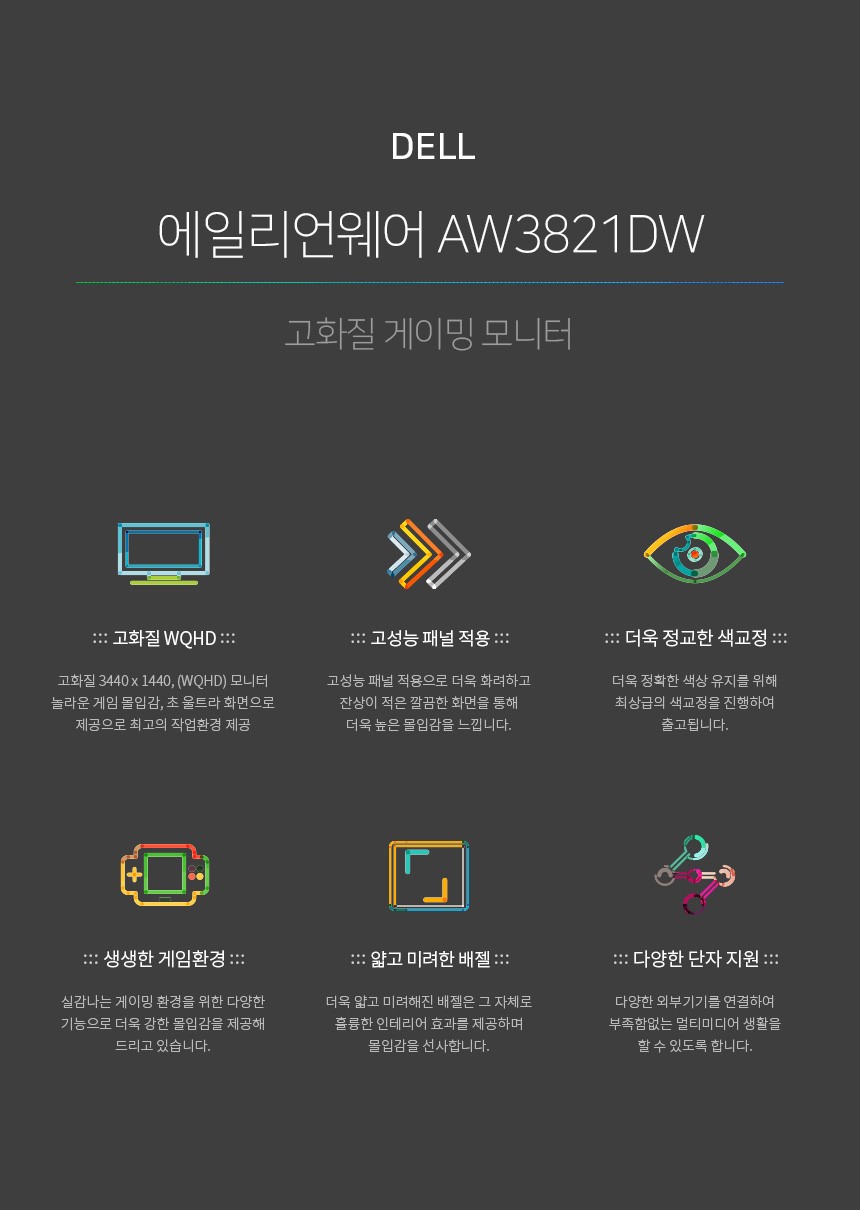 DELL
에일리언웨어 AW3821DW
고화질 게이밍 모니터
::: 고화질 WQHD :::
고화질 3440 x 1440, (WQHD) 모니터
놀라운 게임 몰입감, 초 울트라 화면으로
제공으로 최고의 작업환경 제공
::: 고성능 패널 적용 :::
고성능 패널 적용으로 더욱 화려하고
잔상이 적은 깔끔한 화면을 통해
더욱 높은 몰입감을 느낍니다.
::: 더욱 정교한 색교정 :::
더욱 정확한 색상 유지를 위해
최상급의 색교정을 진행하여
출고됩니다.
::: 생생한 게임환경 :::
실감나는 게이밍 환경을 위한 다양한
기능으로 더욱 강한 몰입감을 제공해
드리고 있습니다.
::: 얇고 미려한 배젤 :::
더욱 얇고 미려해진 배젤은 그 자체로
훌륭한 인테리어 효과를 제공하며
몰입감을 선사합니다.
::: 다양한 단자 지원 :::
다양한 외부기기를 연결하여
부족함없는 멀티미디어 생활을
할 수 있도록 합니다.